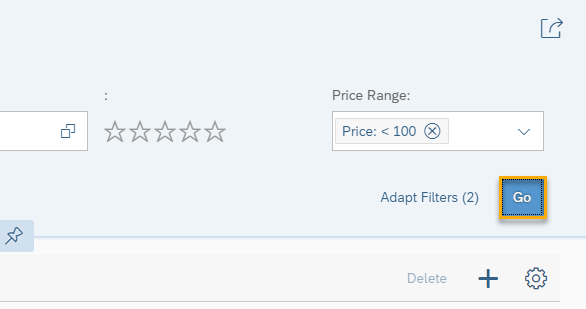 :
Price Range:
Price: < 100
Adapt Filters (2)
Go
Delete